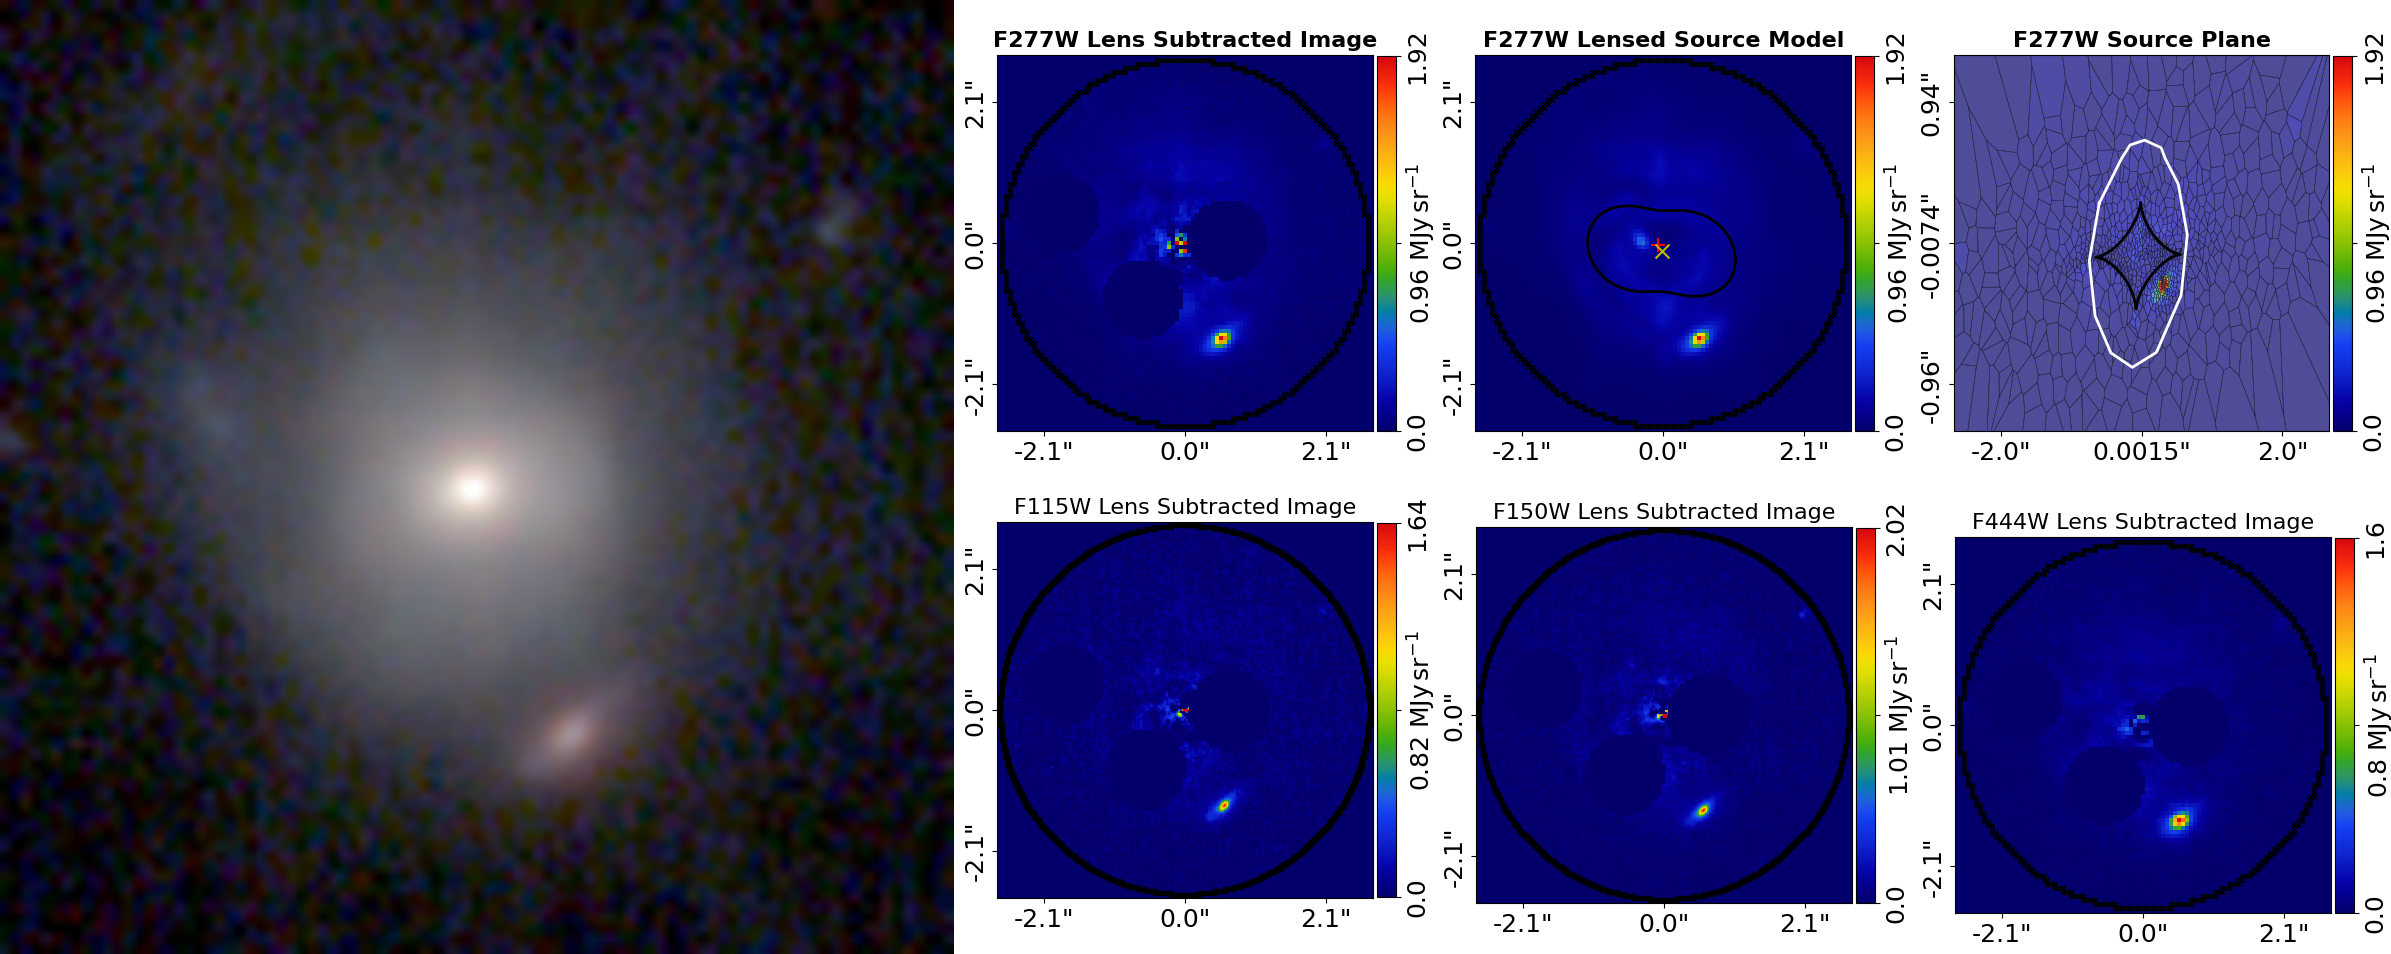 F277W Lens Subtracted Image
2.1"
0.0"
-2.1"
-2.1" 0.0" 2.1"
1.92
0.96 MJy sr⁻¹
0.0
F277W Lensed Source Model
2.1"
0.0"
-2.1"
-2.1" 0.0" 2.1"
1.92
0.96 MJy sr⁻¹
0.0
F277W Source Plane
0.94"
-0.0074"
-0.96"
-2.0" 0.0015" 2.0"
1.92
0.96 MJy sr⁻¹
0.0
F115W Lens Subtracted Image
2.1"
0.0"
-2.1"
-2.1" 0.0" 2.1"
1.64
0.82 MJy sr⁻¹
0.0
F150W Lens Subtracted Image
2.1"
0.0"
-2.1"
-2.1" 0.0" 2.1"
2.02
1.01 MJy sr⁻¹
0.0
F444W Lens Subtracted Image
2.1"
0.0"
-2.1"
-2.1" 0.0" 2.1"
1.6
0.8 MJy sr⁻¹
0.0